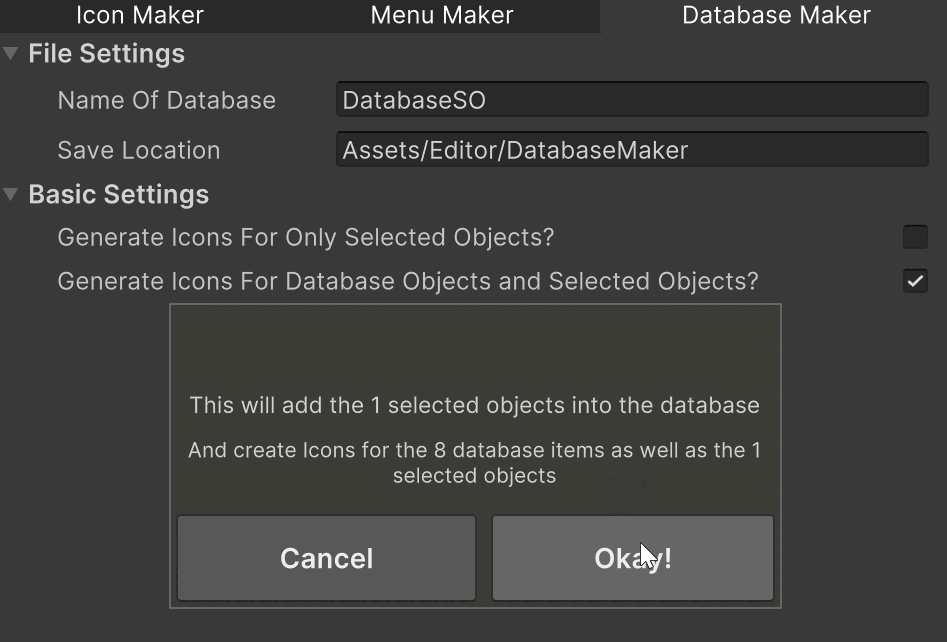 Icon Maker
Menu Maker
Database Maker
File Settings
Name Of Database
DatabaseSO
Save Location
Assets/Editor/DatabaseMaker
Basic Settings
Generate Icons For Only Selected Objects?
Generate Icons For Database Objects and Selected Objects?
This will add the 1 selected objects into the database
And create Icons for the 8 database items as well as the 1
selected objects
Cancel
Okay!